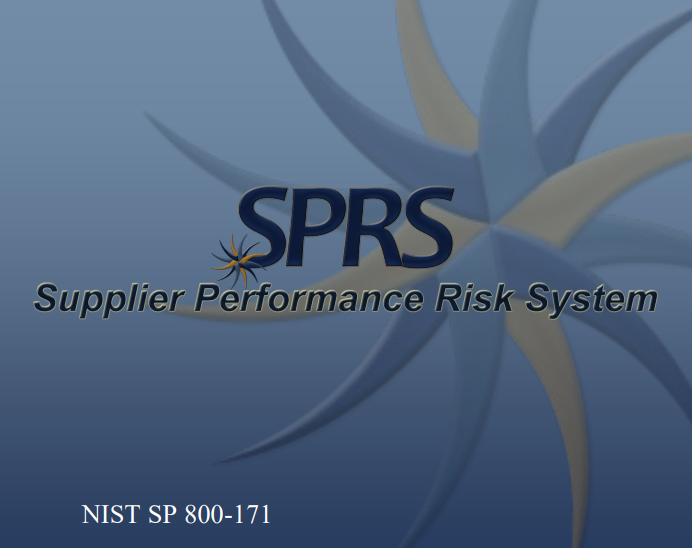 SPRS
Supplier Performance Risk System
NIST SP 800-171